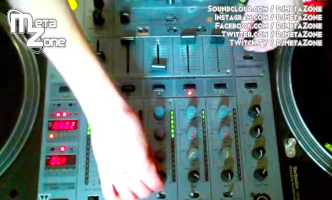 Meta
Zone
Soundcloud.com / DjMetaZone
Instagram.com / DjMetaZone
Facebook.com / DjMetaZone
Twitter.com / DjMetaZone
Twitch.tv / DjMetaZone